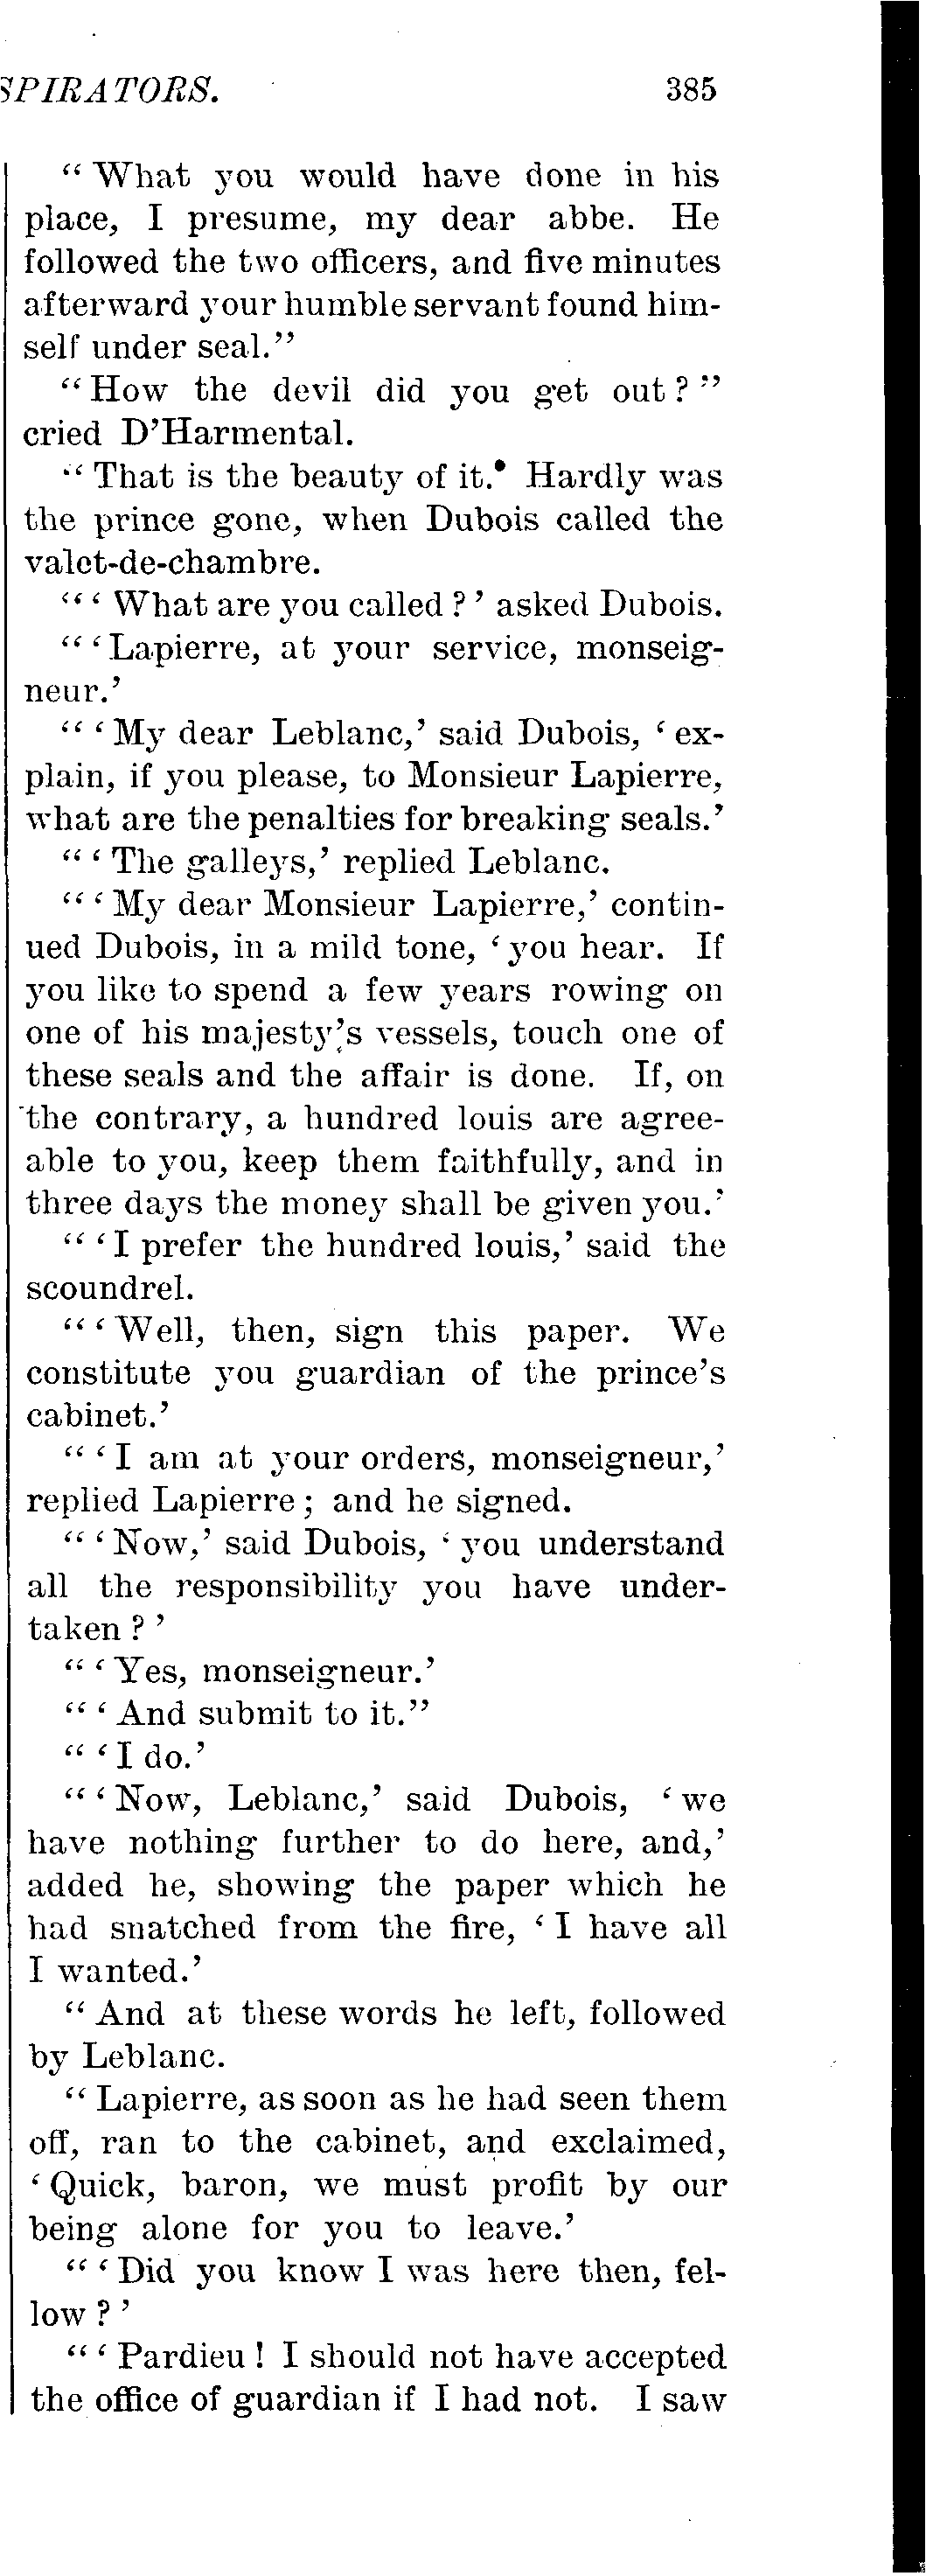 SPIRATORS. 385
“ What you would have done in his
place, I presume, my dear abbe. He
followed the two officers, and five minutes
afterward your humble servant found him-
self under seal.”
“ How the devil did you get out ? ”
cried D’Harmental.
“ That is the beauty of it. Hardly was
the prince gone, when Dubois called the
valet-de-chambre.
“ ‘ What are you called ? ’ asked Dubois.
“ ‘ Lapierre, at your service, monseig-
neur.’
“ ‘ My dear Leblanc,’ said Dubois, ‘ ex-
plain, if you please, to Monsieur Lapierre,
what are the penalties for breaking seals.’
“ ‘ The galleys,’ replied Leblanc.
“ ‘ My dear Monsieur Lapierre,’ contin-
ued Dubois, in a mild tone, ‘ you hear. If
you like to spend a few years rowing on
one of his majesty’s vessels, touch one of
these seals and the affair is done. If, on
the contrary, a hundred louis are agree-
able to you, keep them faithfully, and in
three days the money shall be given you.’
“ ‘ I prefer the hundred louis,’ said the
scoundrel.
“ ‘ Well, then, sign this paper. We
constitute you guardian of the prince’s
cabinet.’
“ ‘ I am at your orders, monseigneur,’
replied Lapierre ; and he signed.
“ ‘ Now,’ said Dubois, ‘ you understand
all the responsibility you have under-
taken ? ’
“ ‘ Yes, monseigneur.’
“ ‘ And submit to it.”
“ ‘ I do.’
“ ‘ Now, Leblanc,’ said Dubois, ‘ we
have nothing further to do here, and,’
added he, showing the paper which he
had snatched from the fire, ‘ I have all
I wanted.’
“ And at these words he left, followed
by Leblanc.
“ Lapierre, as soon as he had seen them
off, ran to the cabinet, and exclaimed,
‘ Quick, baron, we must profit by our
being alone for you to leave.’
“ ‘ Did you know I was here then, fel-
low ? ’
“ ‘ Pardieu ! I should not have accepted
the office of guardian if I had not. I saw